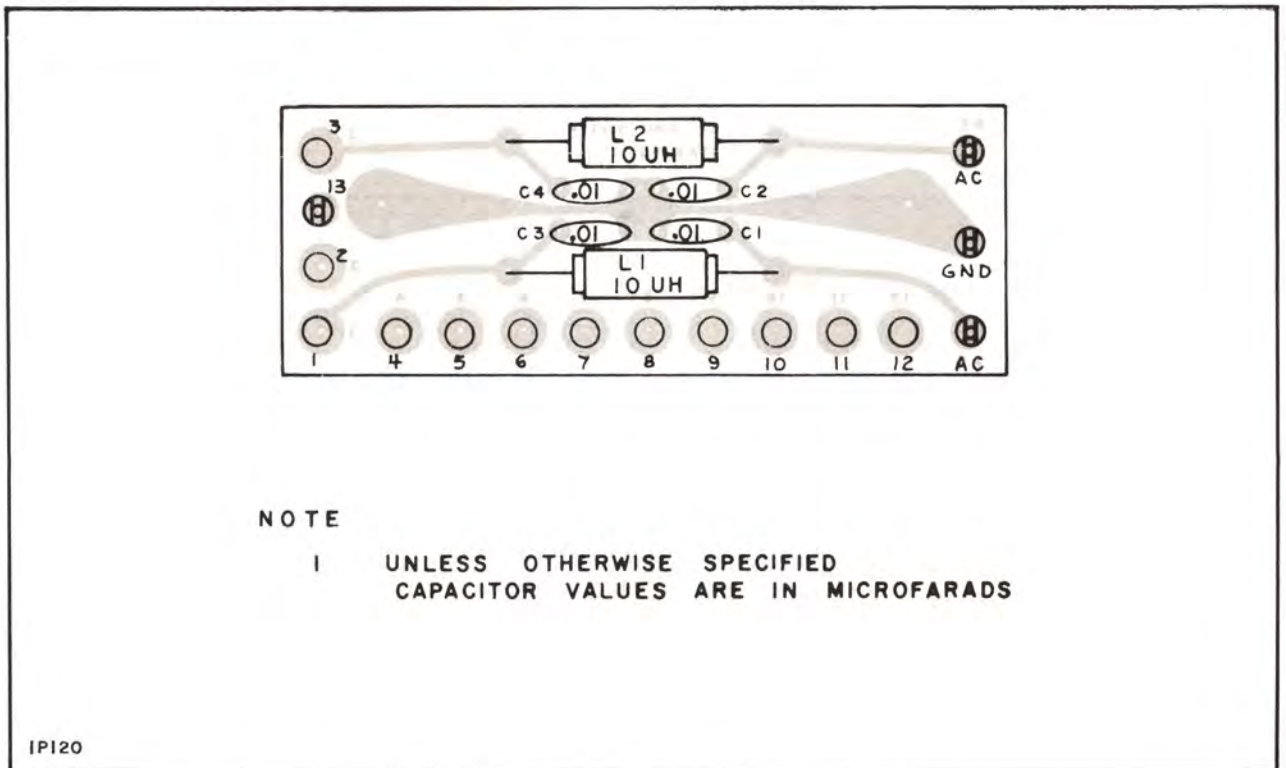 3
L2
10 UH
AC
13
C4 .01 .01 C2
C3 .01 .01 C1
2
GND
L1
10 UH
1 4 5 6 7 8 9 10 11 12 AC
NOTE
1 UNLESS OTHERWISE SPECIFIED
CAPACITOR VALUES ARE IN MICROFARADS
1P120